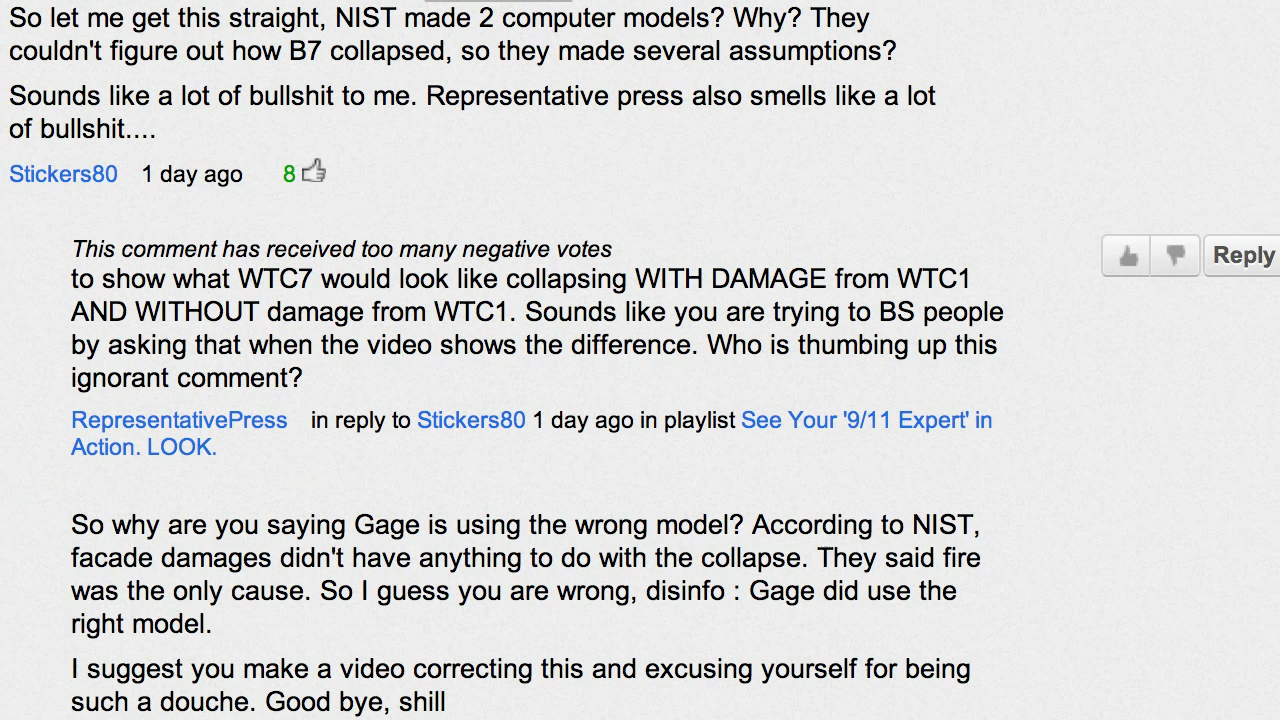 So let me get this straight, NIST made 2 computer models? Why? They
couldn't figure out how B7 collapsed, so they made several assumptions?
Sounds like a lot of bullshit to me. Representative press also smells like a lot
of bullshit....
Stickers80 1 day ago 8
This comment has received too many negative votes
Reply
to show what WTC7 would look like collapsing WITH DAMAGE from WTC1
AND WITHOUT damage from WTC1. Sounds like you are trying to BS people
by asking that when the video shows the difference. Who is thumbing up this
ignorant comment?
RepresentativePress in reply to Stickers80 1 day ago in playlist See Your '9/11 Expert' in
Action. LOOK.
So why are you saying Gage is using the wrong model? According to NIST,
facade damages didn't have anything to do with the collapse. They said fire
was the only cause. So I guess you are wrong, disinfo : Gage did use the
right model.
I suggest you make a video correcting this and excusing yourself for being
such a douche. Good bye, shill